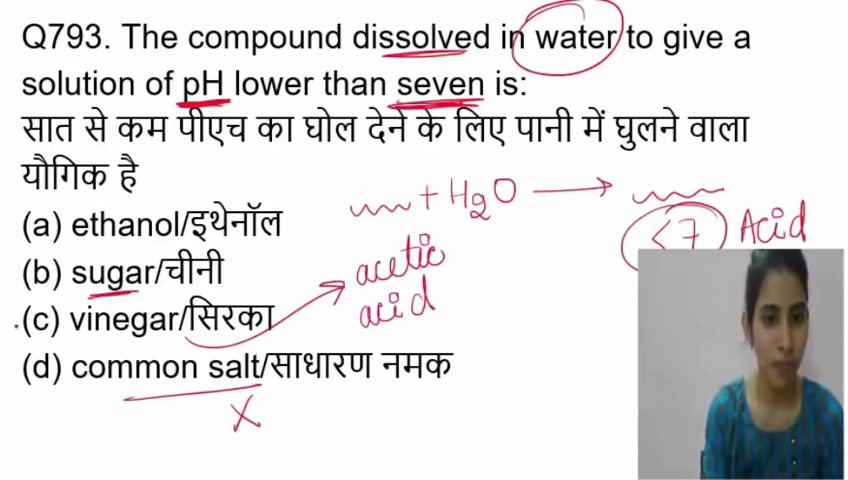 Q793. The compound dissolved in water to give a
solution of pH lower than seven is:
सात से कम पीएच का घोल देने के लिए पानी में घुलने वाला
यौगिक है
+ H2O →
(a) ethanol/इथेनॉल
<7 Acid
(b) sugar/चीनी
acetic
(c) vinegar/सिरका
acid
(d) common salt/साधारण नमक
X